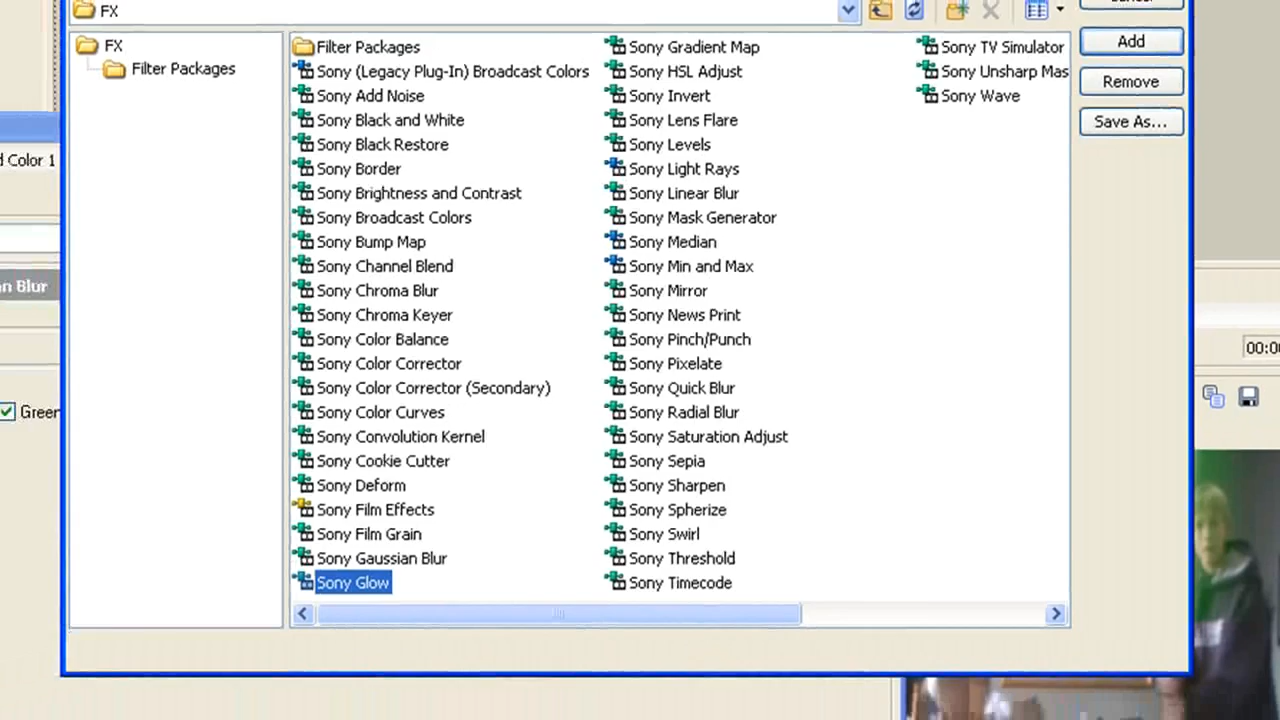 FX
Cancel
FX
Filter Packages
Filter Packages
Sony (Legacy Plug-In) Broadcast Colors
Sony Add Noise
Sony Black and White
Sony Black Restore
Sony Border
Sony Brightness and Contrast
Sony Broadcast Colors
Sony Bump Map
Sony Channel Blend
Sony Chroma Blur
Sony Chroma Keyer
Sony Color Balance
Sony Color Corrector
Sony Color Corrector (Secondary)
Sony Color Curves
Sony Convolution Kernel
Sony Cookie Cutter
Sony Deform
Sony Film Effects
Sony Film Grain
Sony Gaussian Blur
Sony Glow
Sony Gradient Map
Sony HSL Adjust
Sony Invert
Sony Lens Flare
Sony Levels
Sony Light Rays
Sony Linear Blur
Sony Mask Generator
Sony Median
Sony Min and Max
Sony Mirror
Sony News Print
Sony Pinch/Punch
Sony Pixelate
Sony Quick Blur
Sony Radial Blur
Sony Saturation Adjust
Sony Sepia
Sony Sharpen
Sony Spherize
Sony Swirl
Sony Threshold
Sony Timecode
Sony TV Simulator
Sony Unsharp Mas
Sony Wave
Add
Remove
Save As...
d Color 1
n Blur
Green
00:0